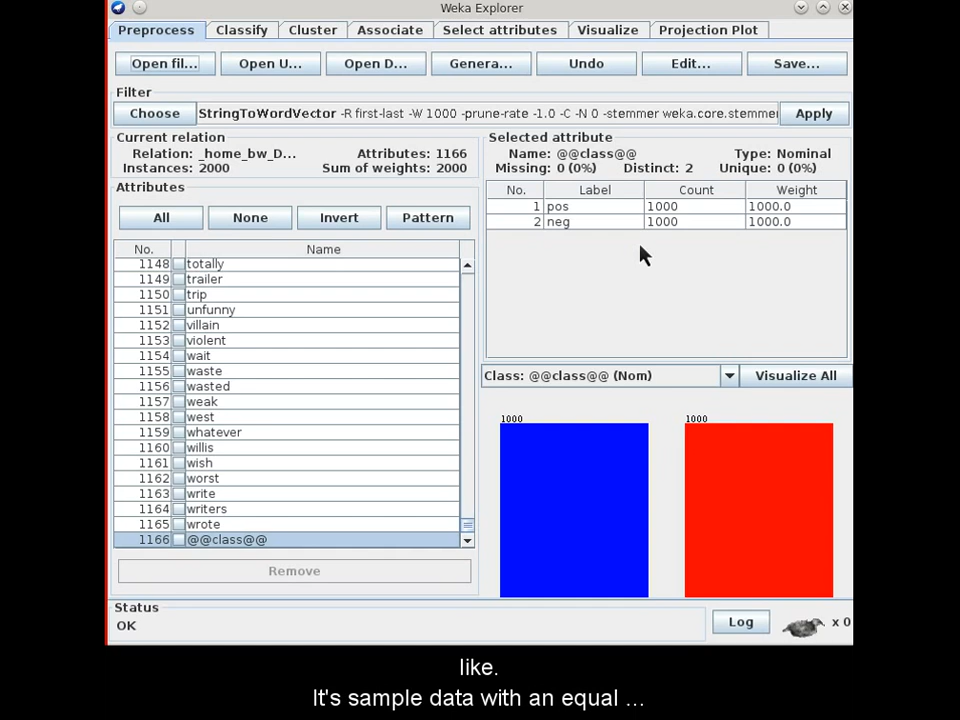 Weka Explorer
Preprocess Classify Cluster Associate Select attributes Visualize Projection Plot
Open fil... Open U... Open D... Genera... Undo Edit... Save...
Filter
Choose StringToWordVector -R first-last -W 1000 -prune-rate -1.0 -C -N 0 -stemmer weka.core.stemme
Apply
Current relation
Relation: _home_bw_D... Attributes: 1166
Instances: 2000 Sum of weights: 2000
Attributes
All None Invert Pattern
No. Name
1148 totally
1149 trailer
1150 trip
1151 unfunny
1152 villain
1153 violent
1154 wait
1155 waste
1156 wasted
1157 weak
1158 west
1159 whatever
1160 willis
1161 wish
1162 worst
1163 write
1164 writers
1165 wrote
1166 @@class@@
Remove
Selected attribute
Name: @@class@@ Type: Nominal
Missing: 0 (0%) Distinct: 2 Unique: 0 (0%)
No. Label Count Weight
1 pos 1000 1000.0
2 neg 1000 1000.0
Class: @@class@@ (Nom) Visualize All
1000 1000
Status
OK
Log x 0
like.
It's sample data with an equal ...